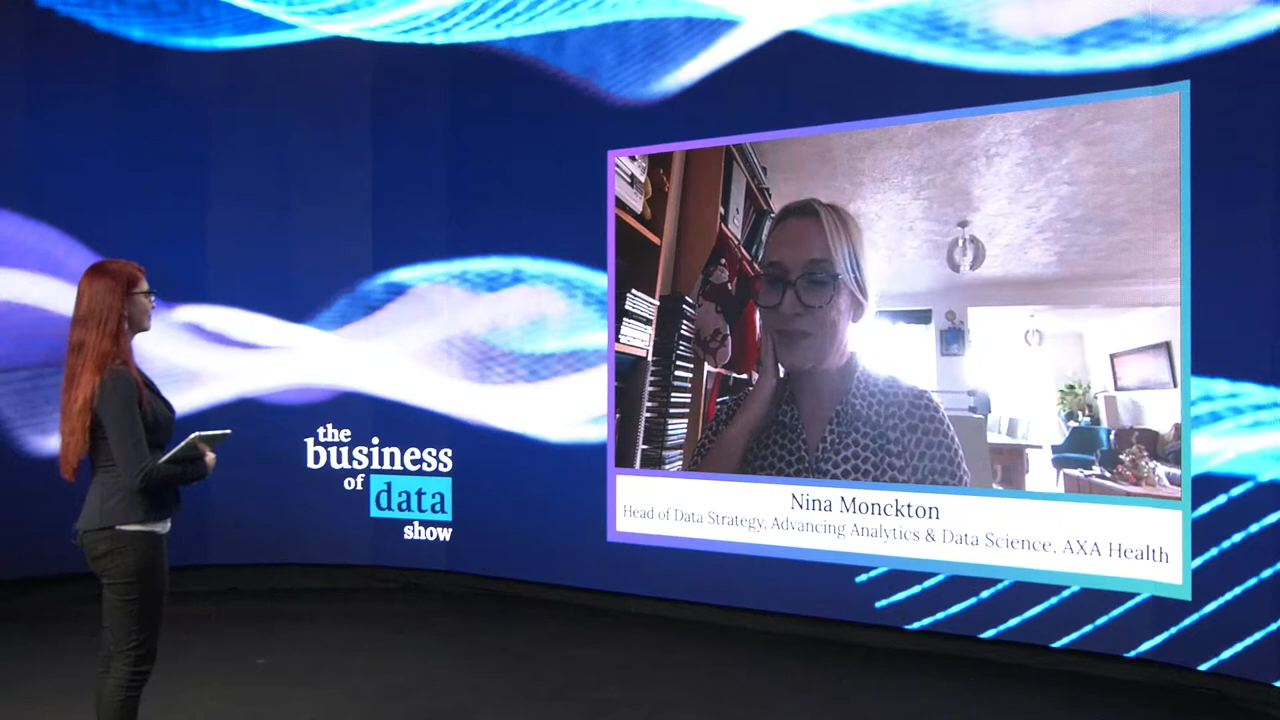 the
business
of data
show
Nina Monckton
Head of Data Strategy, Advancing Analytics & Data Science, AXA Health